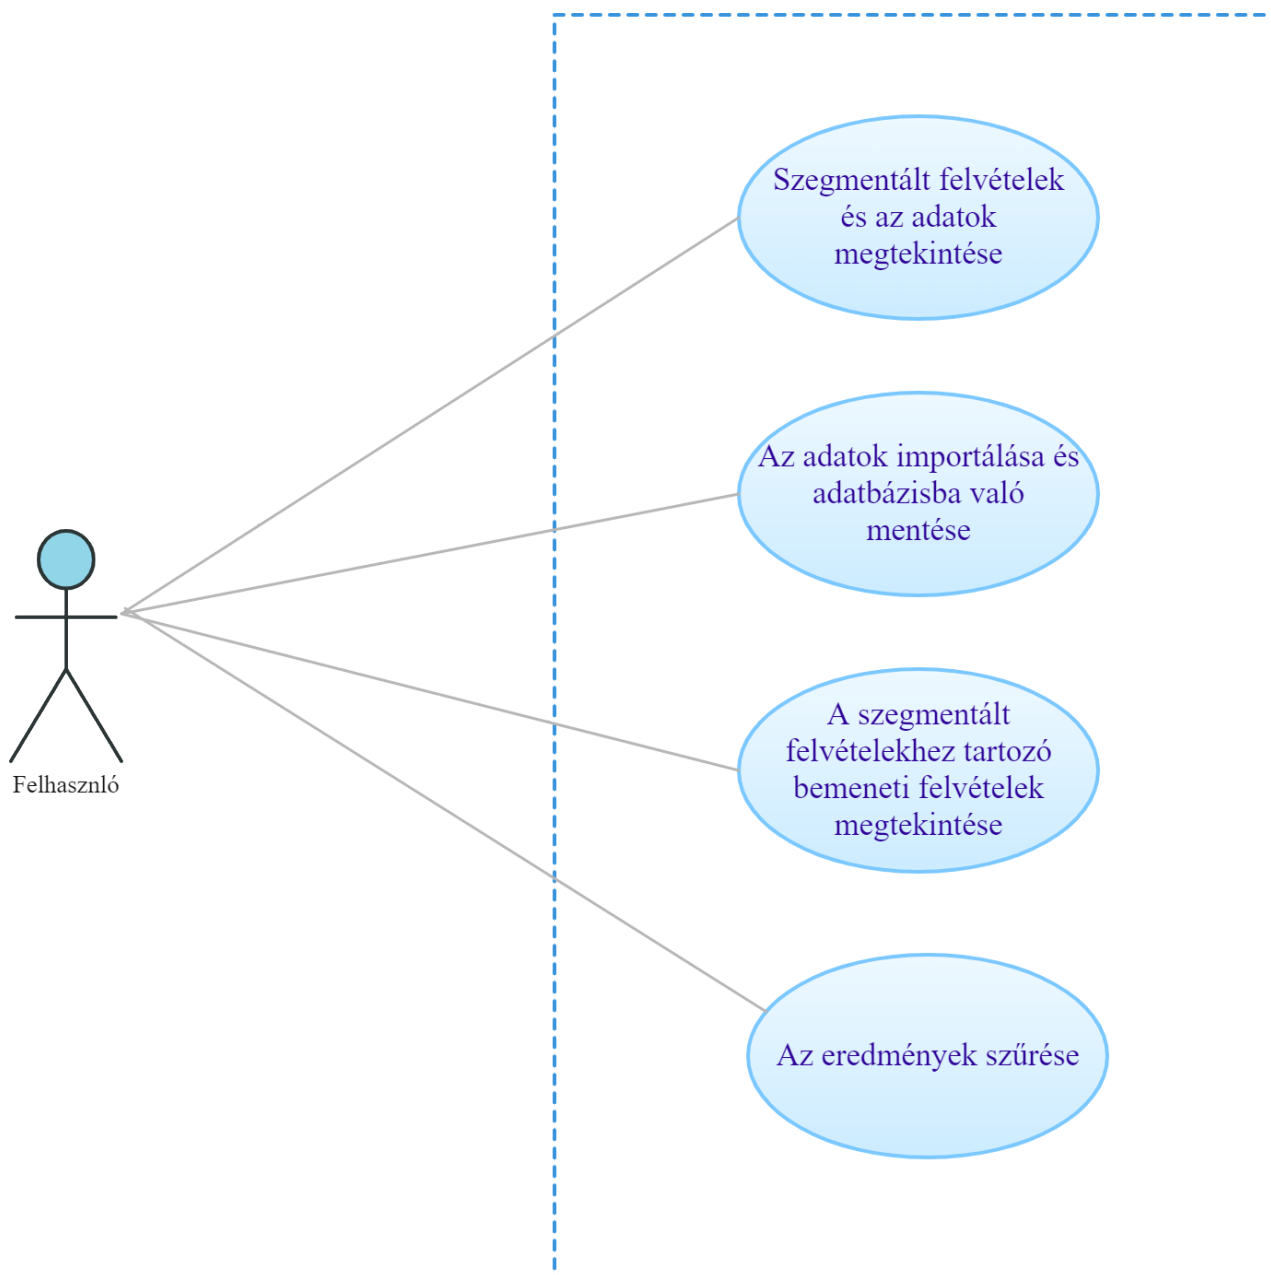 Szegmentált felvételek
és az adatok
megtekintése
Az adatok importálása és
adatbázisba való
mentése
Felhasznló
A szegmentált
felvételekhez tartozó
bemeneti felvételek
megtekintése
Az eredmények szűrése